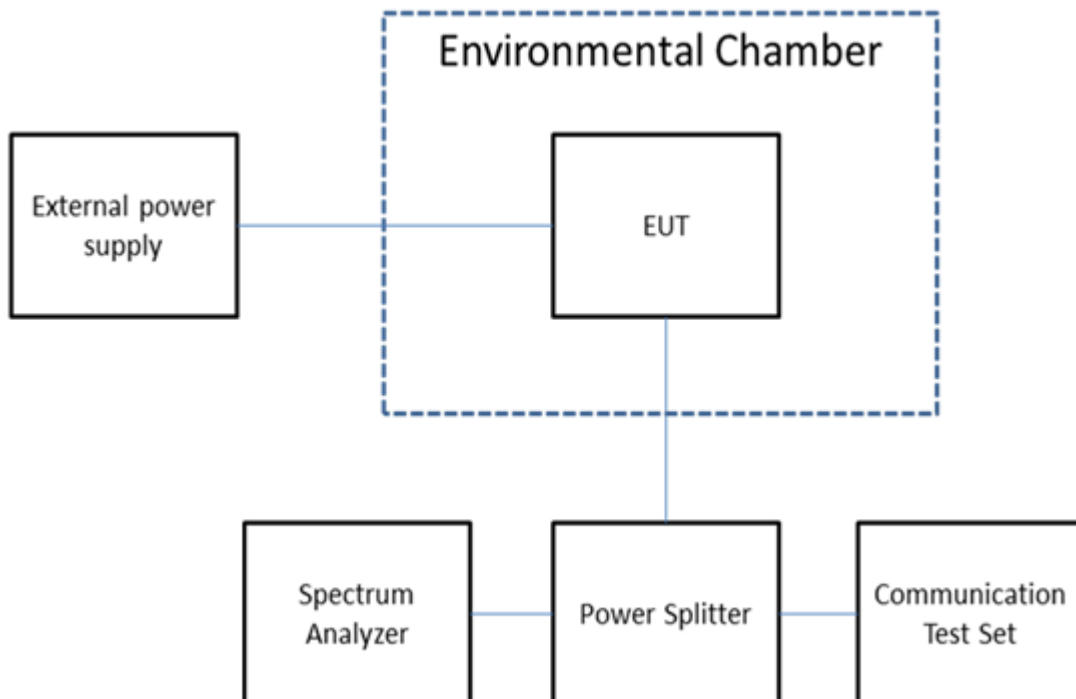 Environmental Chamber
External power
supply
EUT
Spectrum
Analyzer
Power Splitter
Communication
Test Set